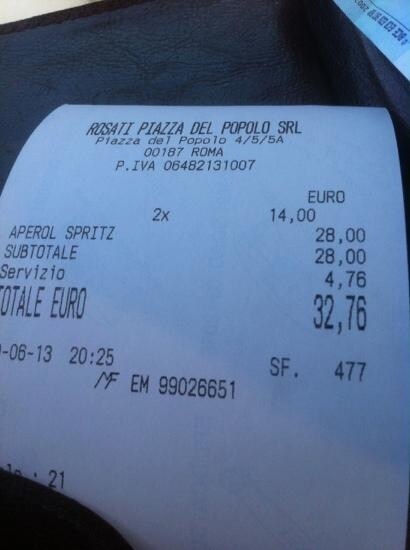 ROSATI PIAZZA DEL POPOLO SRL
Piazza del Popolo 4/5/5A
00187 ROMA
P.IVA 06482131007
EURO
2x 14,00
APEROL SPRITZ 28,00
SUBTOTALE 28,00
Servizio 4,76
TOTALE EURO 32,76
-06-13 20:25 SF. 477
MF EM 99026651
: 21